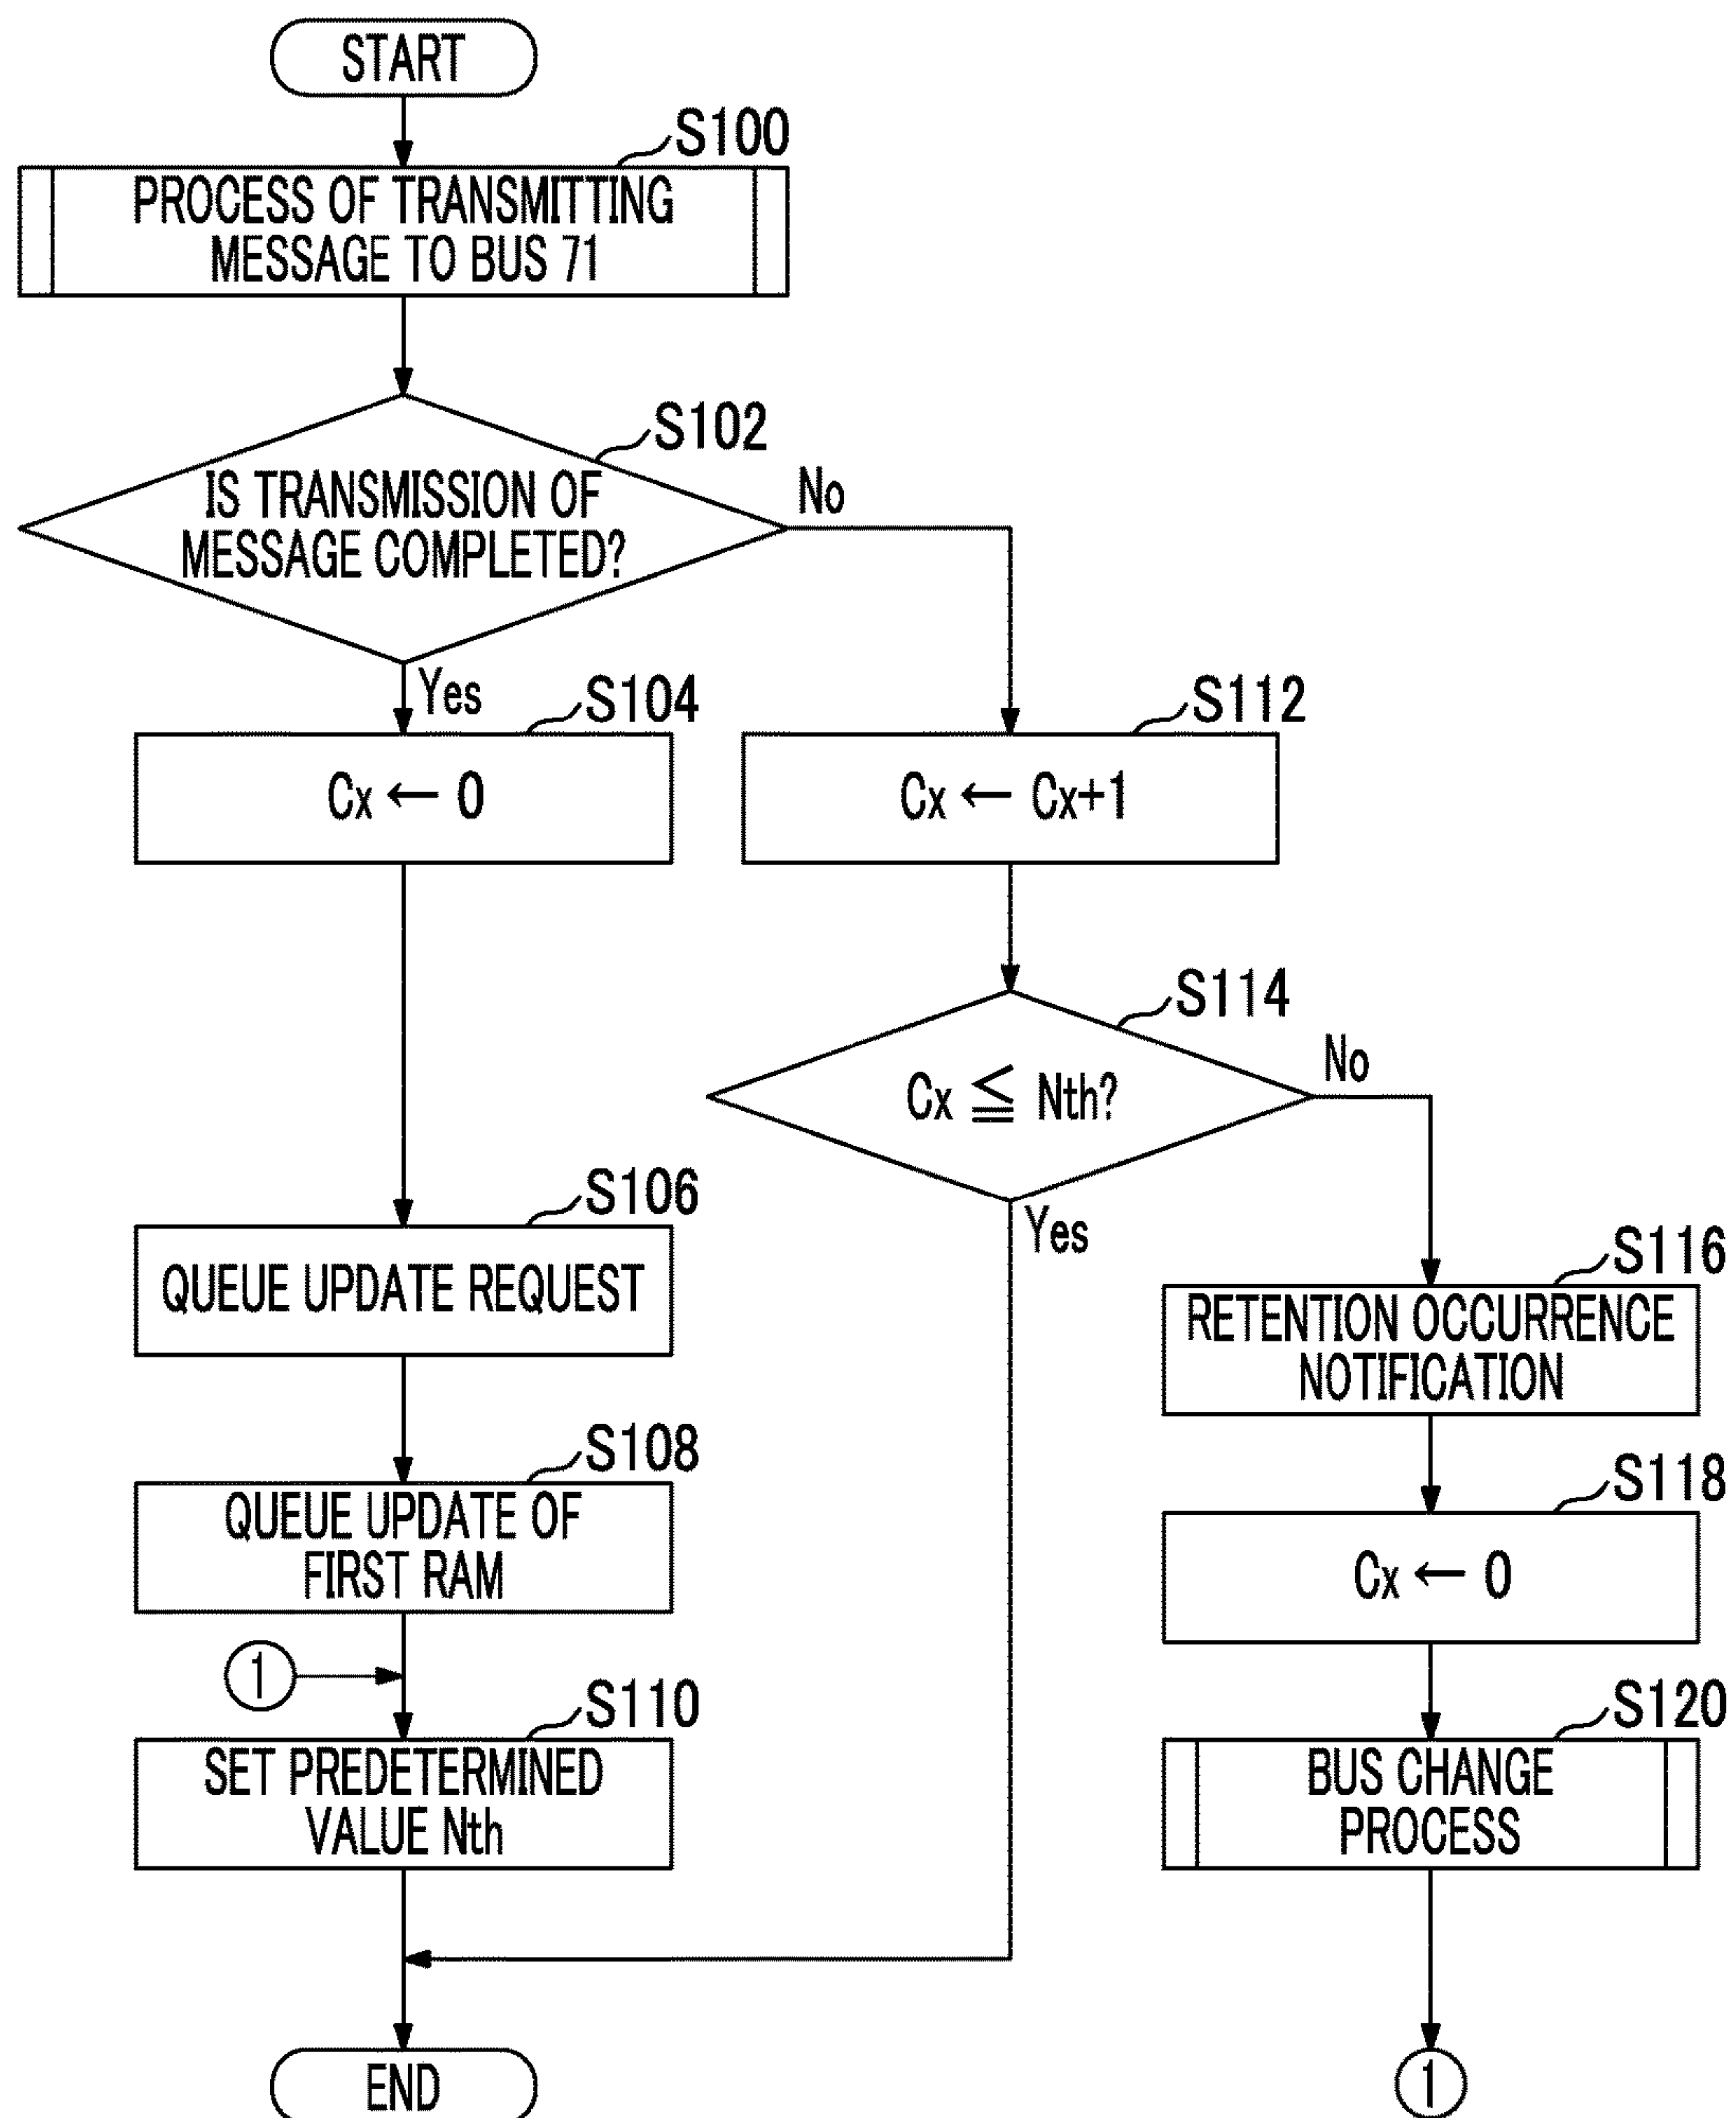 START
S100
PROCESS OF TRANSMITTING
MESSAGE TO BUS 71
S102
IS TRANSMISSION OF
MESSAGE COMPLETED?
No
Yes
S104
Cx ← 0
S112
Cx ← Cx+1
S114
Cx ≦ Nth?
No
Yes
S106
QUEUE UPDATE REQUEST
S116
RETENTION OCCURRENCE
NOTIFICATION
S108
QUEUE UPDATE OF
FIRST RAM
S118
Cx ← 0
1
S110
SET PREDETERMINED
VALUE Nth
S120
BUS CHANGE
PROCESS
END
1